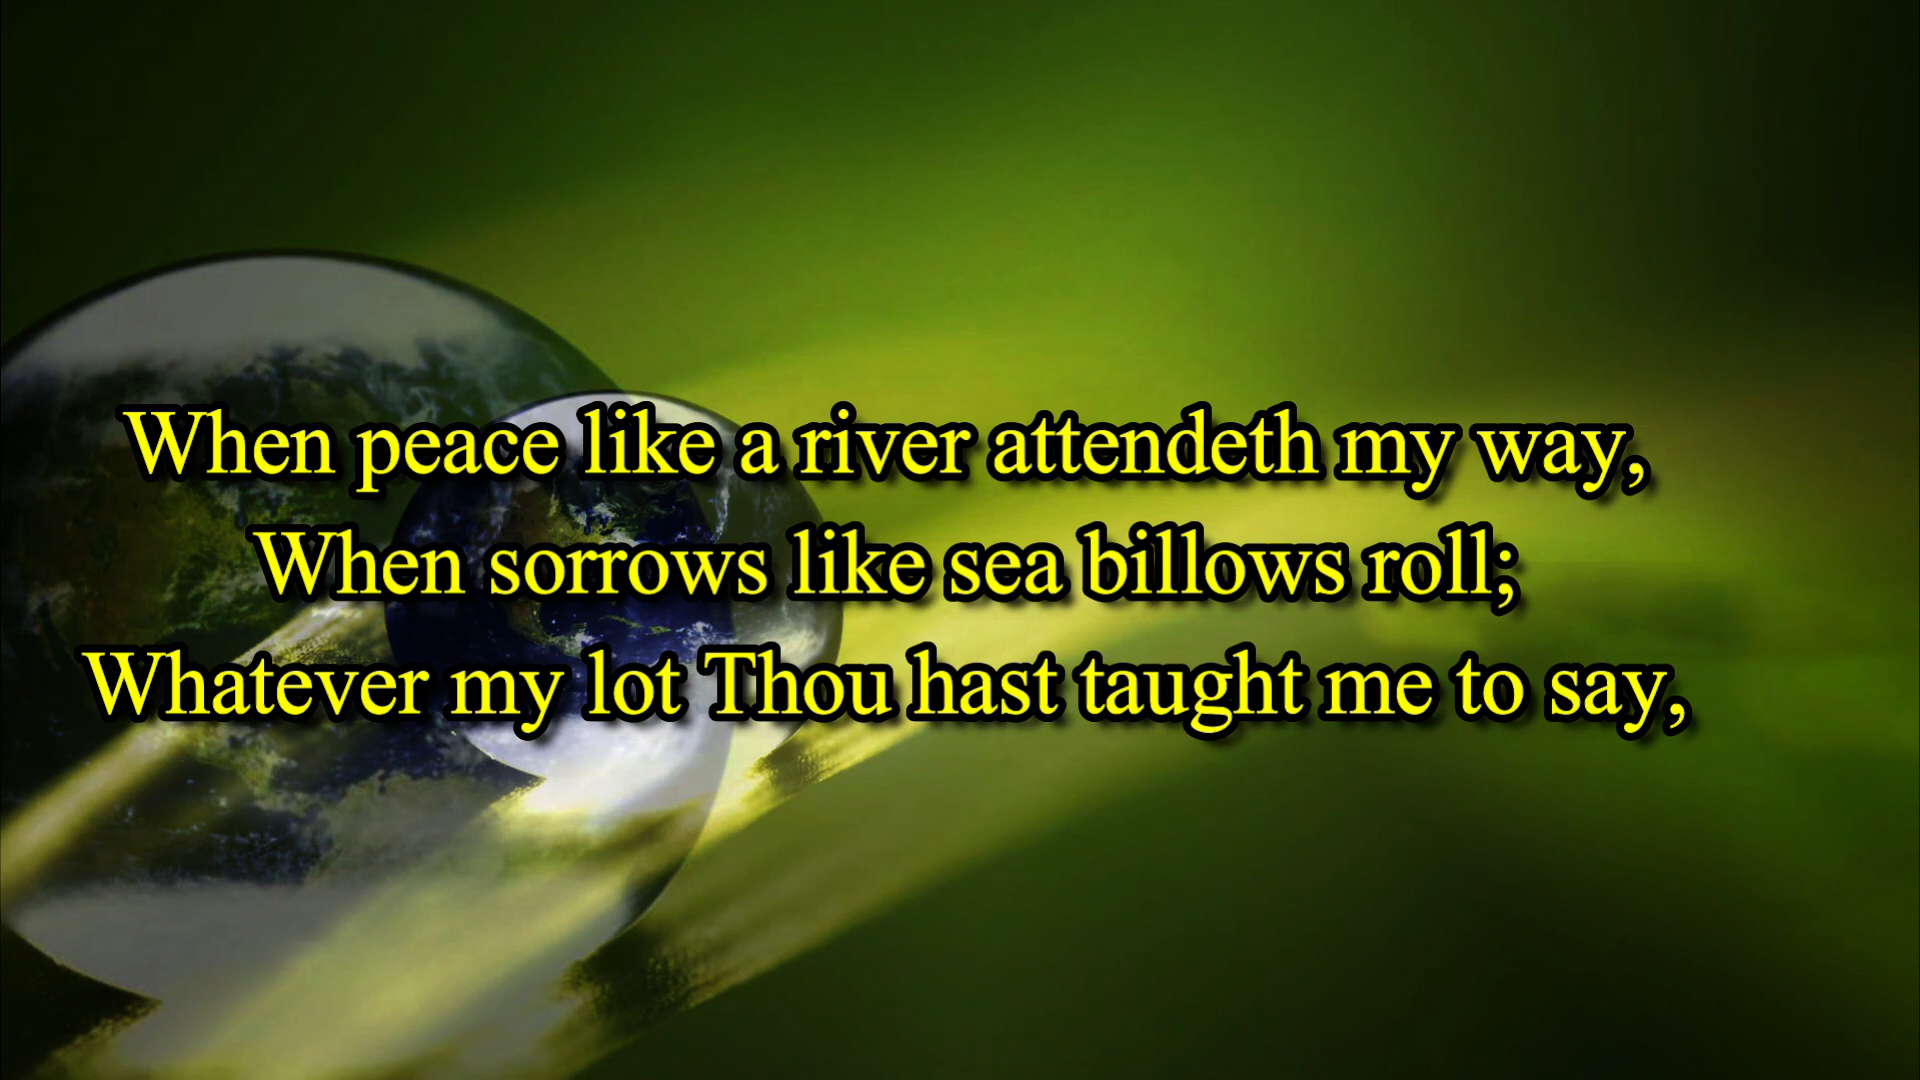 When peace like a river attendeth my way,
When sorrows like sea billows roll;
Whatever my lot Thou hast taught me to say,